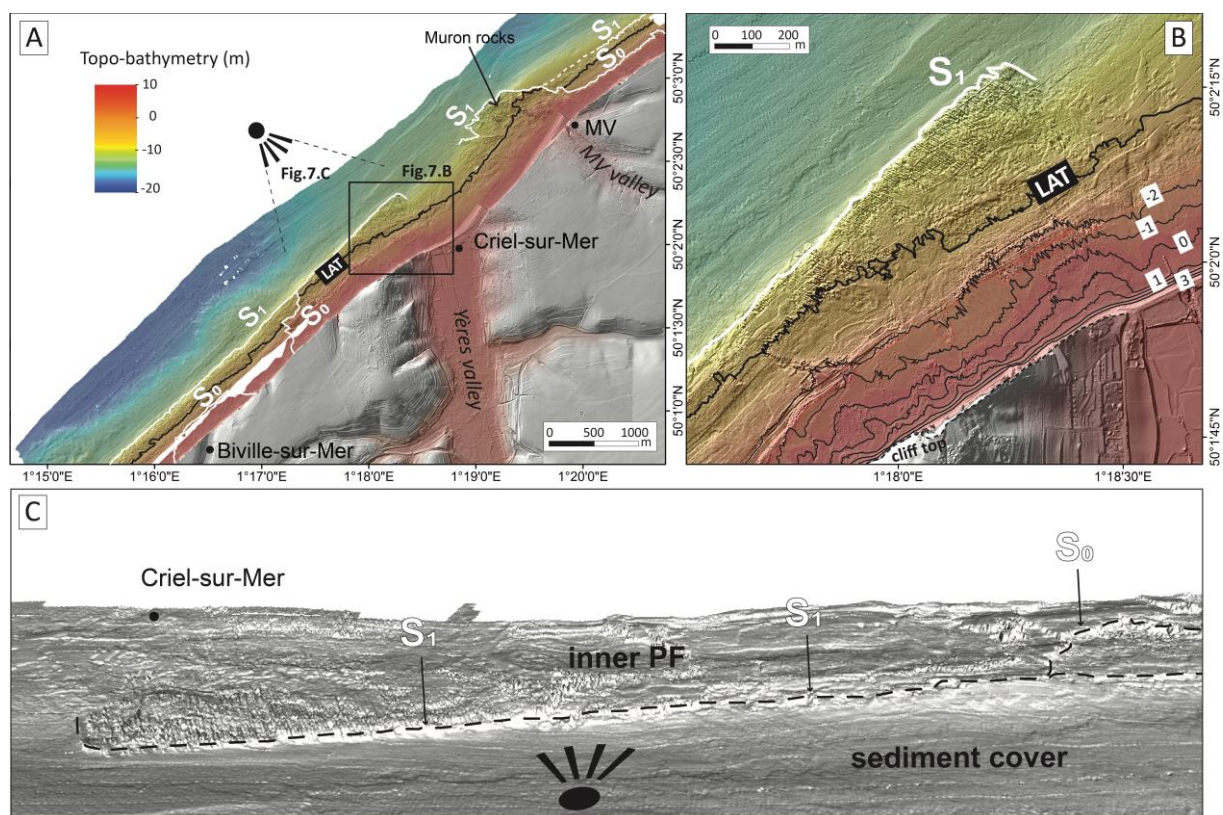 A
Topo-bathymetry (m)
10
0
-10
-20
Fig.7.C
Muron rocks
S1
S0
S1
MV
MV valley
Fig.7.B
Criel-sur-Mer
LAT
S1
S0
S0
Yères valley
Biville-sur-Mer
0 500 1000
m
50°3'0"N
50°2'30"N
50°2'0"N
50°1'30"N
50°1'0"N
1°15'0"E 1°16'0"E 1°17'0"E 1°18'0"E 1°19'0"E 1°20'0"E
B
0 100 200
m
S1
LAT
-2
-1
0
1
3
cliff top
50°2'15"N
50°2'0"N
50°1'45"N
1°18'0"E 1°18'30"E
C
Criel-sur-Mer
S0
S1
S1
inner PF
sediment cover